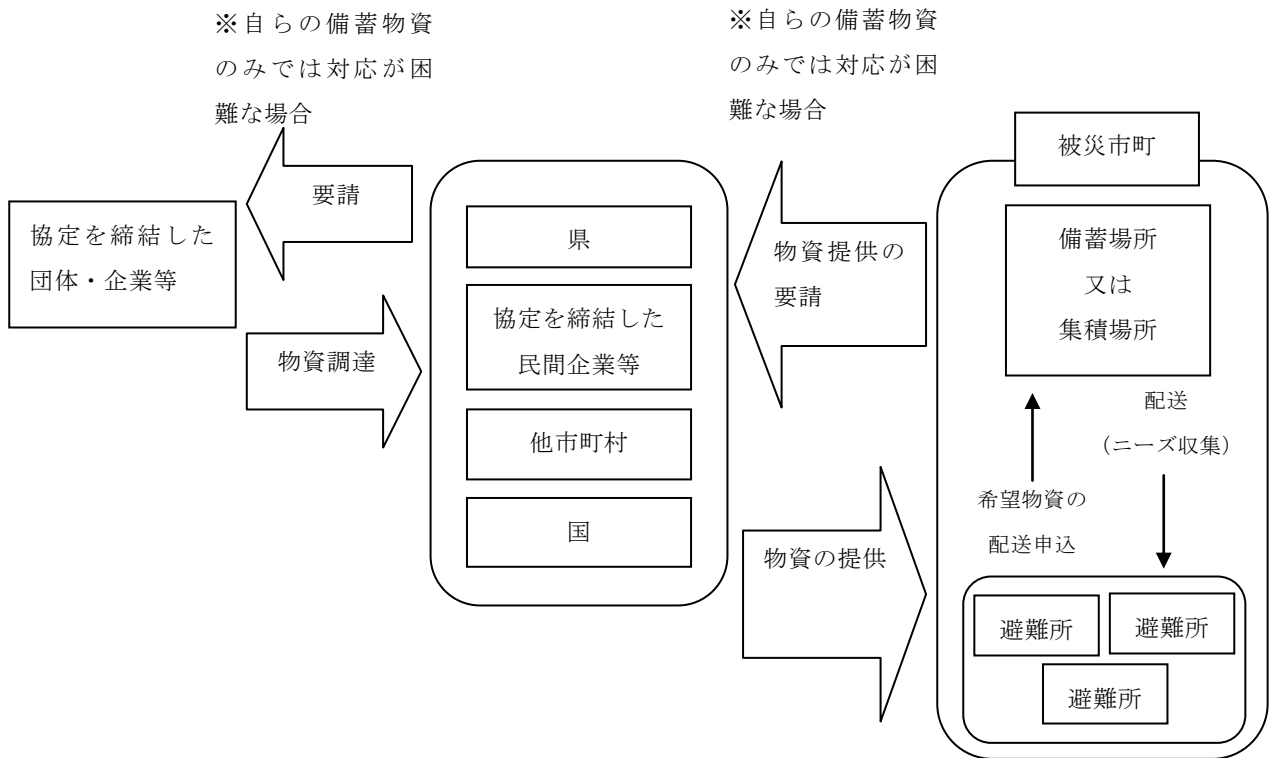 ※自らの備蓄物資
のみでは対応が困
難な場合
※自らの備蓄物資
のみでは対応が困
難な場合
協定を締結した
団体・企業等
要請
物資調達
県
協定を締結した
民間企業等
他市町村
国
物資提供の
要請
物資の提供
被災市町
備蓄場所
又は
集積場所
配送
（ニーズ収集）
希望物資の
配送申込
避難所
避難所
避難所